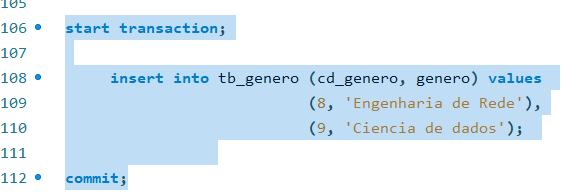 105
106 start transaction;
107
108 insert into tb_genero (cd_genero, genero) values
109 (8, 'Engenharia de Rede'),
110 (9, 'Ciencia de dados');
111
112 commit;